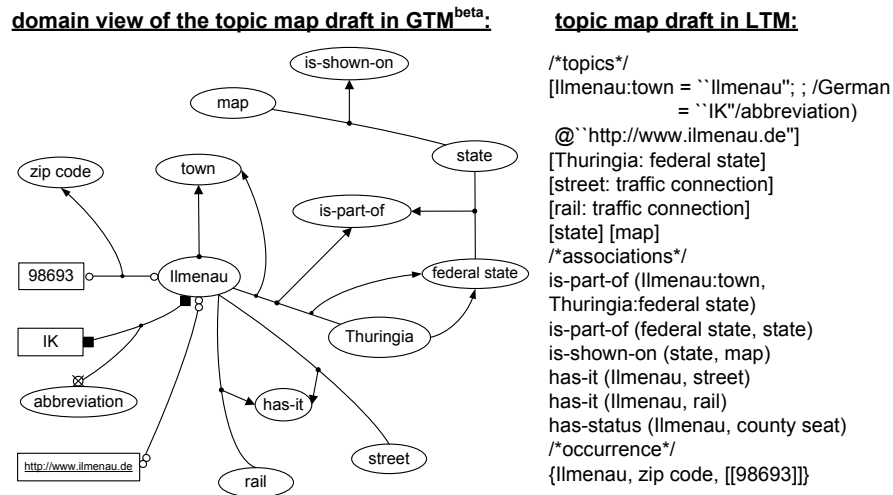 domain view of the topic map draft in GTMbeta:
is-shown-on
map
state
zip code
town
is-part-of
98693
Ilmenau
federal state
IK
Thuringia
abbreviation
has-it
http://www.ilmenau.de
rail
street
topic map draft in LTM:
/*topics*/
[Ilmenau:town = ``Ilmenau"; ; /German
= ``IK"/abbreviation)
@``http://www.ilmenau.de"]
[Thuringia: federal state]
[street: traffic connection]
[rail: traffic connection]
[state] [map]
/*associations*/
is-part-of (Ilmenau:town,
Thuringia:federal state)
is-part-of (federal state, state)
is-shown-on (state, map)
has-it (Ilmenau, street)
has-it (Ilmenau, rail)
has-status (Ilmenau, county seat)
/*occurrence*/
{Ilmenau, zip code, [[98693]]}